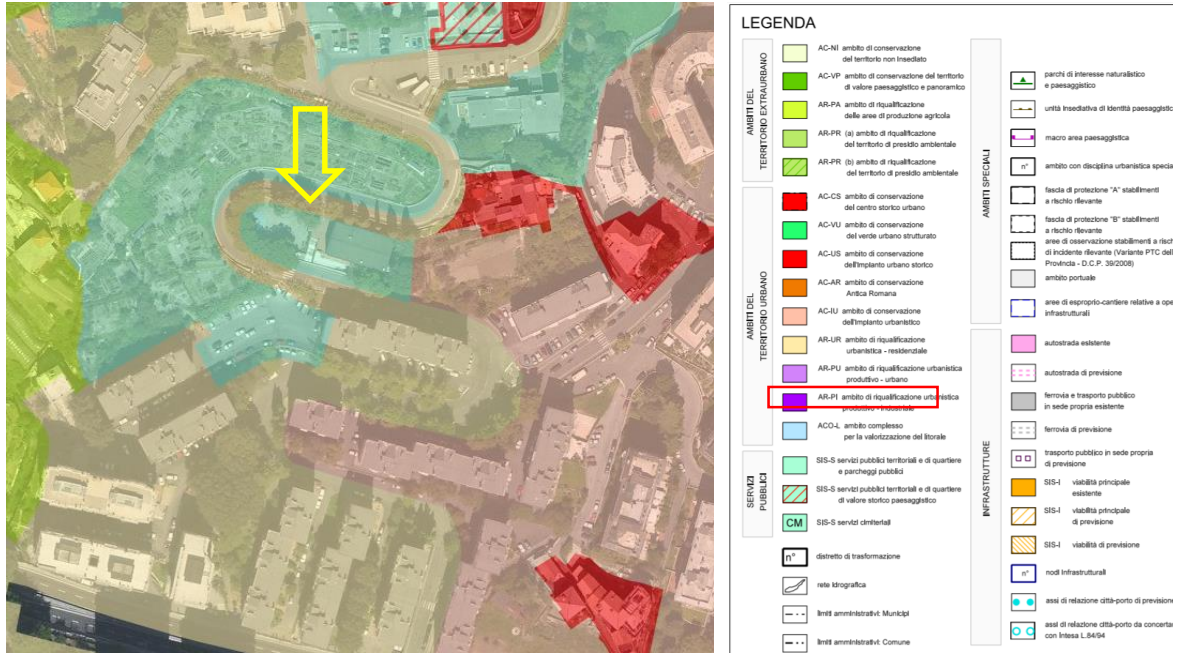 LEGENDA
AMBITI DEL
TERRITORIO EXTRAURBANO
AC-NI ambito di conservazione
del territorio non insediato
AC-VP ambito di conservazione del territorio
di valore paesaggistico e panoramico
AR-PA ambito di riqualificazione
delle aree di produzione agricola
AR-PR (a) ambito di riqualificazione
del territorio di presidio ambientale
AR-PR (b) ambito di riqualificazione
del territorio di presidio ambientale
AMBITI DEL
TERRITORIO URBANO
AC-CS ambito di conservazione
del centro storico urbano
AC-VU ambito di conservazione
del verde urbano strutturato
AC-US ambito di conservazione
dell'impianto urbano storico
AC-AR ambito di conservazione
Antica Romana
AC-IU ambito di conservazione
dell'impianto urbanistico
AR-UR ambito di riqualificazione
urbanistica - residenziale
AR-PU ambito di riqualificazione urbanistica
produttivo - urbano
AR-PI ambito di riqualificazione urbanistica
produttivo - industriale
ACO-L ambito complesso
per la valorizzazione del litorale
SERVIZI
PUBBLICI
SIS-S servizi pubblici territoriali e di quartiere
e parcheggi pubblici
SIS-S servizi pubblici territoriali e di quartiere
di valore storico paesaggistico
CM SIS-S servizi cimiteriali
n° distretto di trasformazione
rete idrografica
limiti amministrativi: Municipi
limiti amministrativi: Comune
AMBITI SPECIALI
parchi di interesse naturalistico
e paesaggistico
unità insediativa di identità paesaggistic
macro area paesaggistica
n° ambito con disciplina urbanistica specia
fascia di protezione "A" stabilimenti
a rischio rilevante
fascia di protezione "B" stabilimenti
a rischio rilevante
aree di osservazione stabilimenti a risch
di incidente rilevante (Variante PTC dell
Provincia - D.C.P. 39/2008)
ambito portuale
aree di esproprio-cantiere relative a ope
infrastrutturali
INFRASTRUTTURE
autostrada esistente
autostrada di previsione
ferrovia e trasporto pubblico
in sede propria esistente
ferrovia di previsione
trasporto pubblico in sede propria
di previsione
SIS-I viabilità principale
esistente
SIS-I viabilità principale
di previsione
SIS-I viabilità di previsione
n° nodi infrastrutturali
assi di relazione città-porto di previsione
assi di relazione città-porto da concertar
con Intesa L.84/94